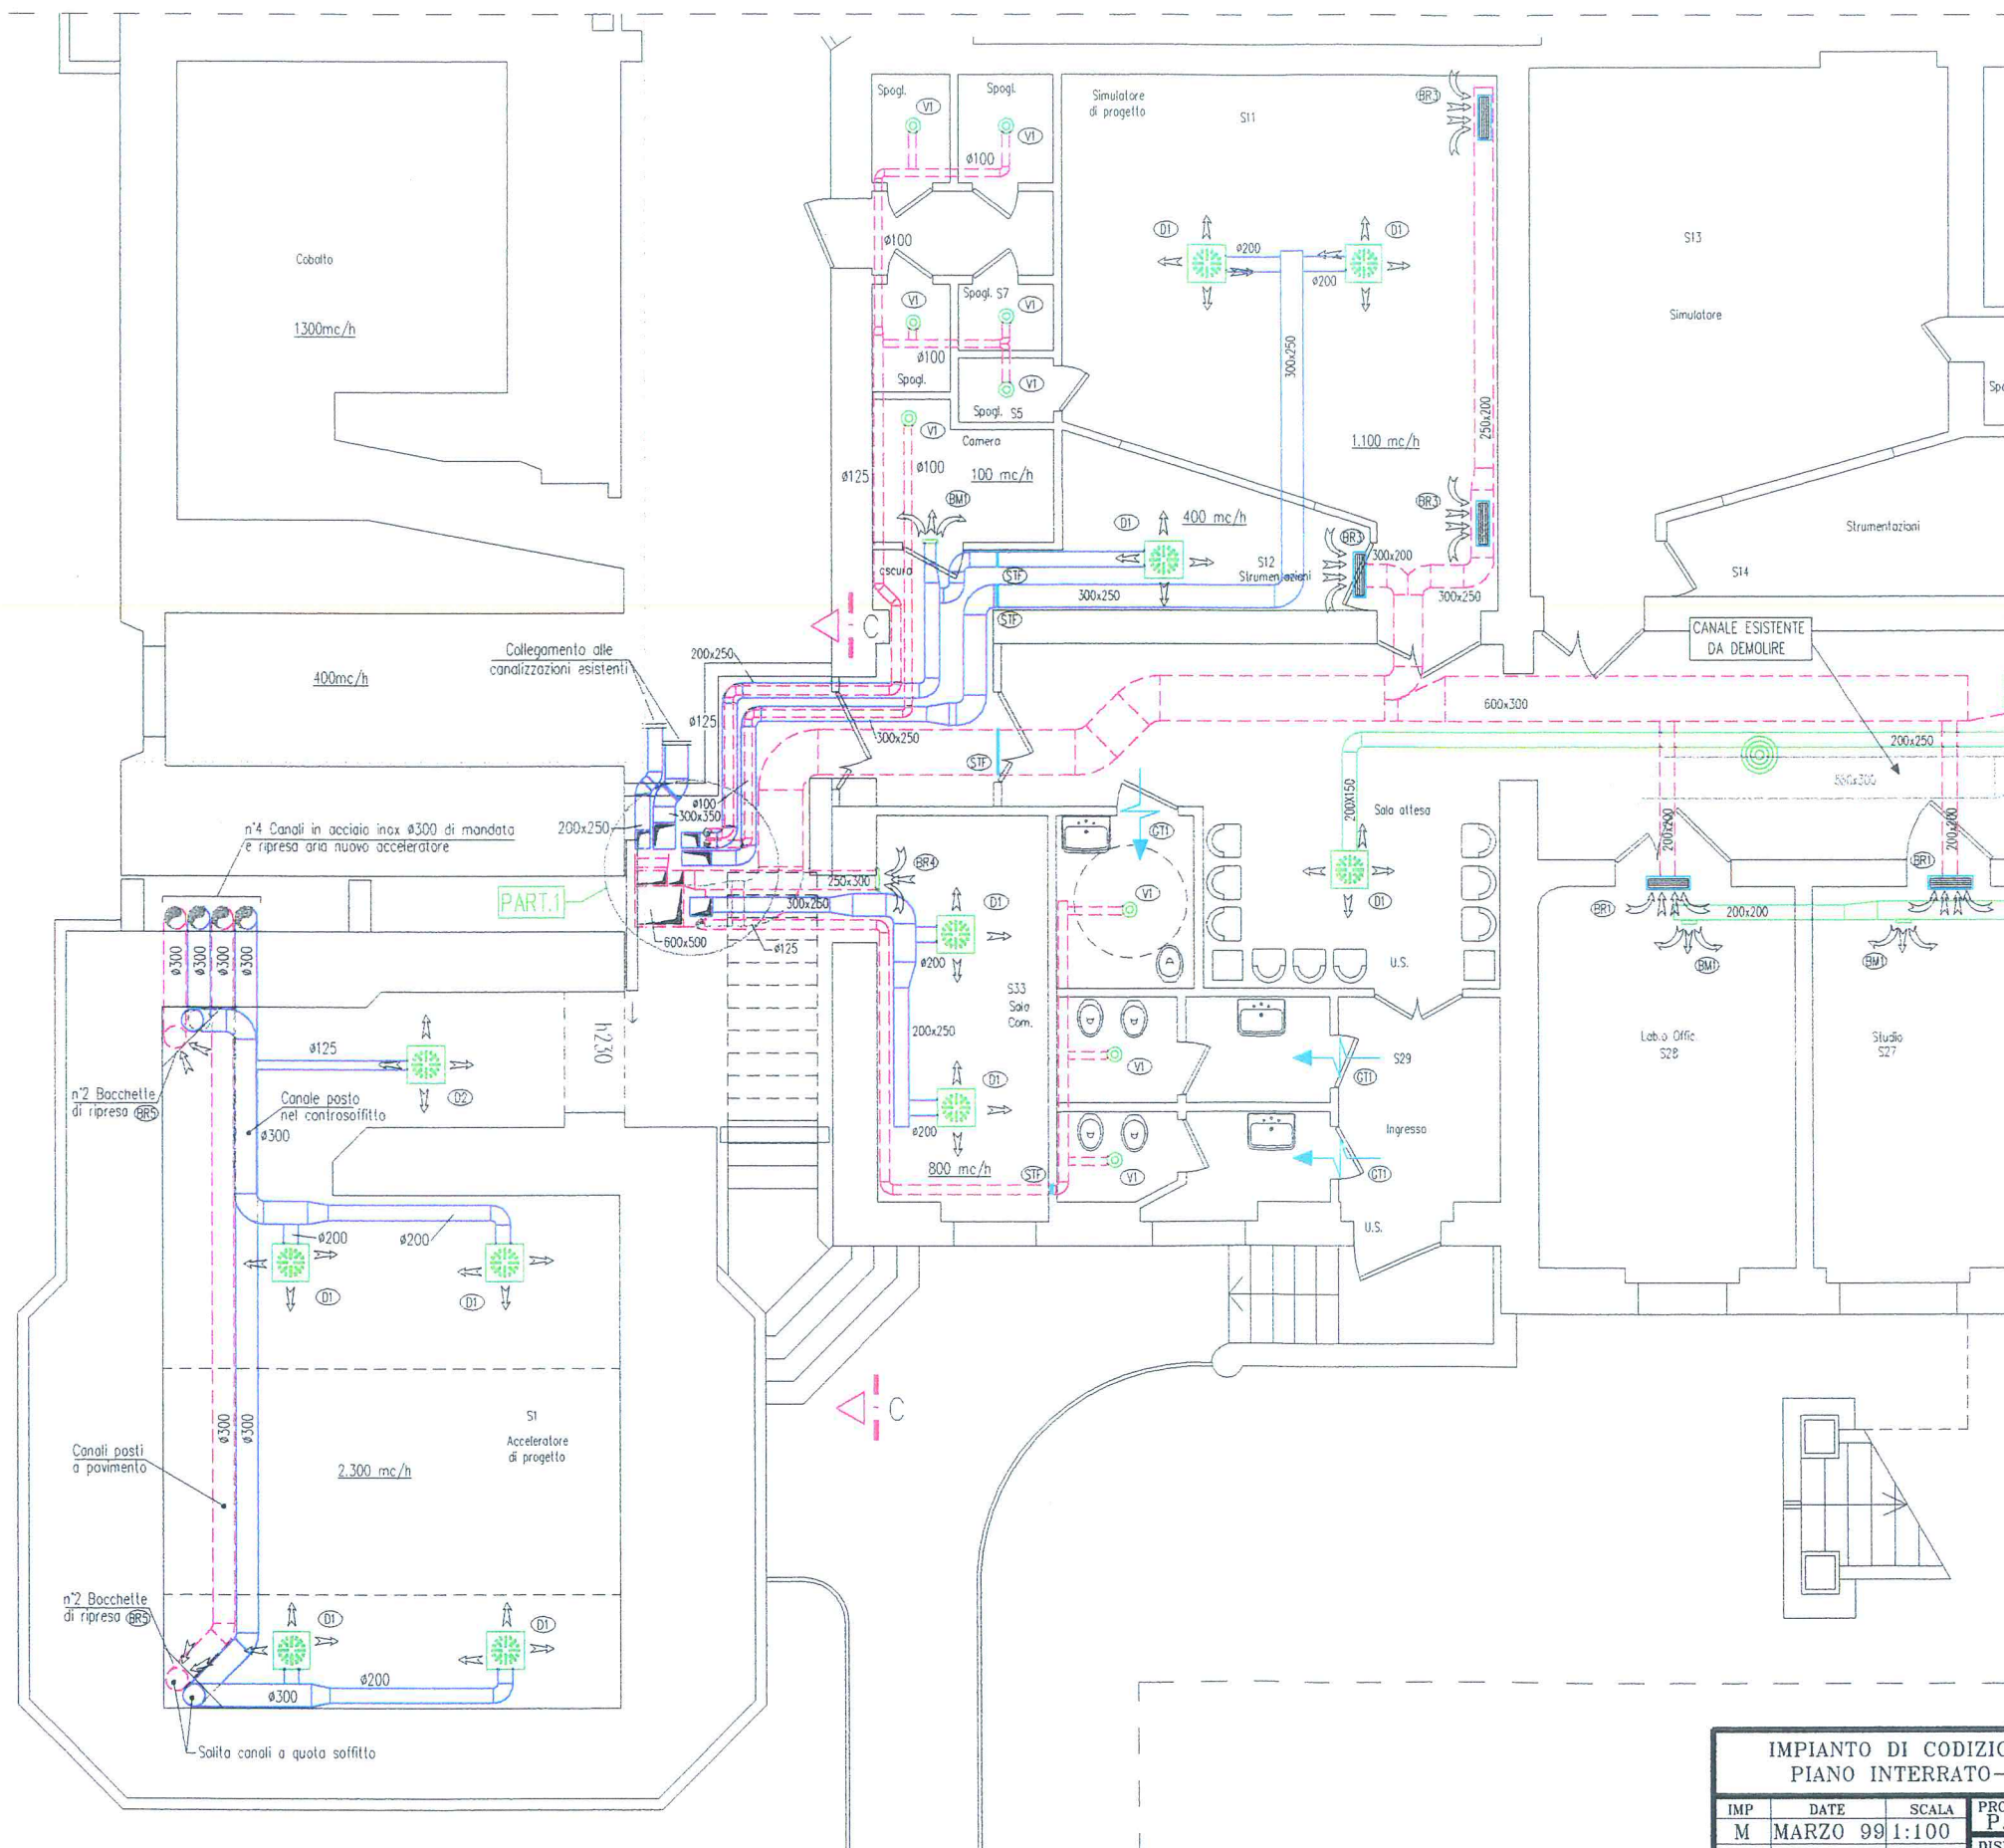 Spogl.
V1
Spogl.
V1
ø100
Simulatore
di progetto
S11
BR3
D1
D1
ø200
ø200
ø100
Cobalto
1300mc/h
S13
Simulatore
V1
Spogl. S7
V1
ø100
Spogl.
V1
Spogl. S5
300x250
250x200
V1
Camera
ø100
100 mc/h
ø125
1.100 mc/h
BM1
BR3
D1
400 mc/h
Strumentazioni
BR3
300x200
S12
Strumentazioni
oscura
STF
300x250
300x250
S14
STF
C
CANALE ESISTENTE
DA DEMOLIRE
Collegamento alle
canalizzazioni esistenti
200x250
400mc/h
ø125
600x300
300x250
STF
200x250
ø100
300x350
200x250
200x150
Sala attesa
n°4 Canali in acciaio inox ø300 di mandata
e ripresa aria nuovo acceleratore
GT1
200x200
200x200
BR4
BR1
250x300
PART.1
300x250
V1
D1
D1
BR1
200x200
600x500
ø125
ø300
ø300
ø300
ø300
ø200
U.S.
BM1
BM1
S33
Sala
Com.
h230
200x250
Lab.o Offic.
S28
Studio
S27
ø125
S29
V1
GT1
n°2 Bocchette
di ripresa BR5
Canale posto
nel controsoffitto
D2
D1
ø300
ø200
Ingresso
800 mc/h
STF
V1
GT1
U.S.
ø200
ø200
D1
D1
C
ø300
ø300
S1
Acceleratore
di progetto
Canali posti
a pavimento
2.300 mc/h
n°2 Bocchette
di ripresa BR5
D1
D1
ø200
ø300
Salita canali a quota soffitto
PIANO INTERRATO-
IMP
DATE
SCALA
M
MARZO 99
1:100